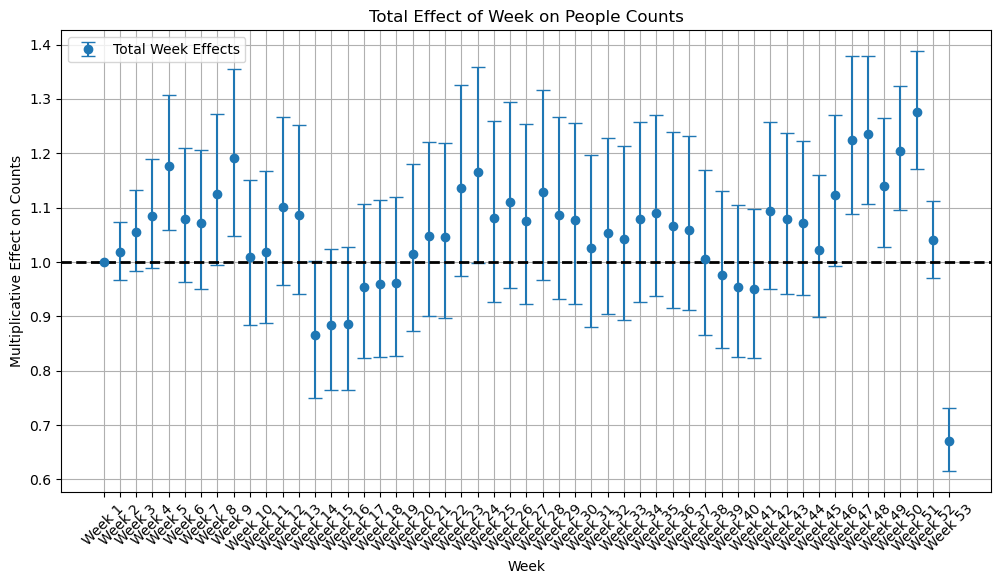 Total Effect of Week on People Counts
Total Week Effects
Multiplicative Effect on Counts
1.4
1.3
1.2
1.1
1.0
0.9
0.8
0.7
0.6
Week 1
Week 2
Week 3
Week 4
Week 5
Week 6
Week 7
Week 8
Week 9
Week 10
Week 11
Week 12
Week 13
Week 14
Week 15
Week 16
Week 17
Week 18
Week 19
Week 20
Week 21
Week 22
Week 23
Week 24
Week 25
Week 26
Week 27
Week 28
Week 29
Week 30
Week 31
Week 32
Week 33
Week 34
Week 35
Week 36
Week 37
Week 38
Week 39
Week 40
Week 41
Week 42
Week 43
Week 44
Week 45
Week 46
Week 47
Week 48
Week 49
Week 50
Week 51
Week 52
Week 53
Week